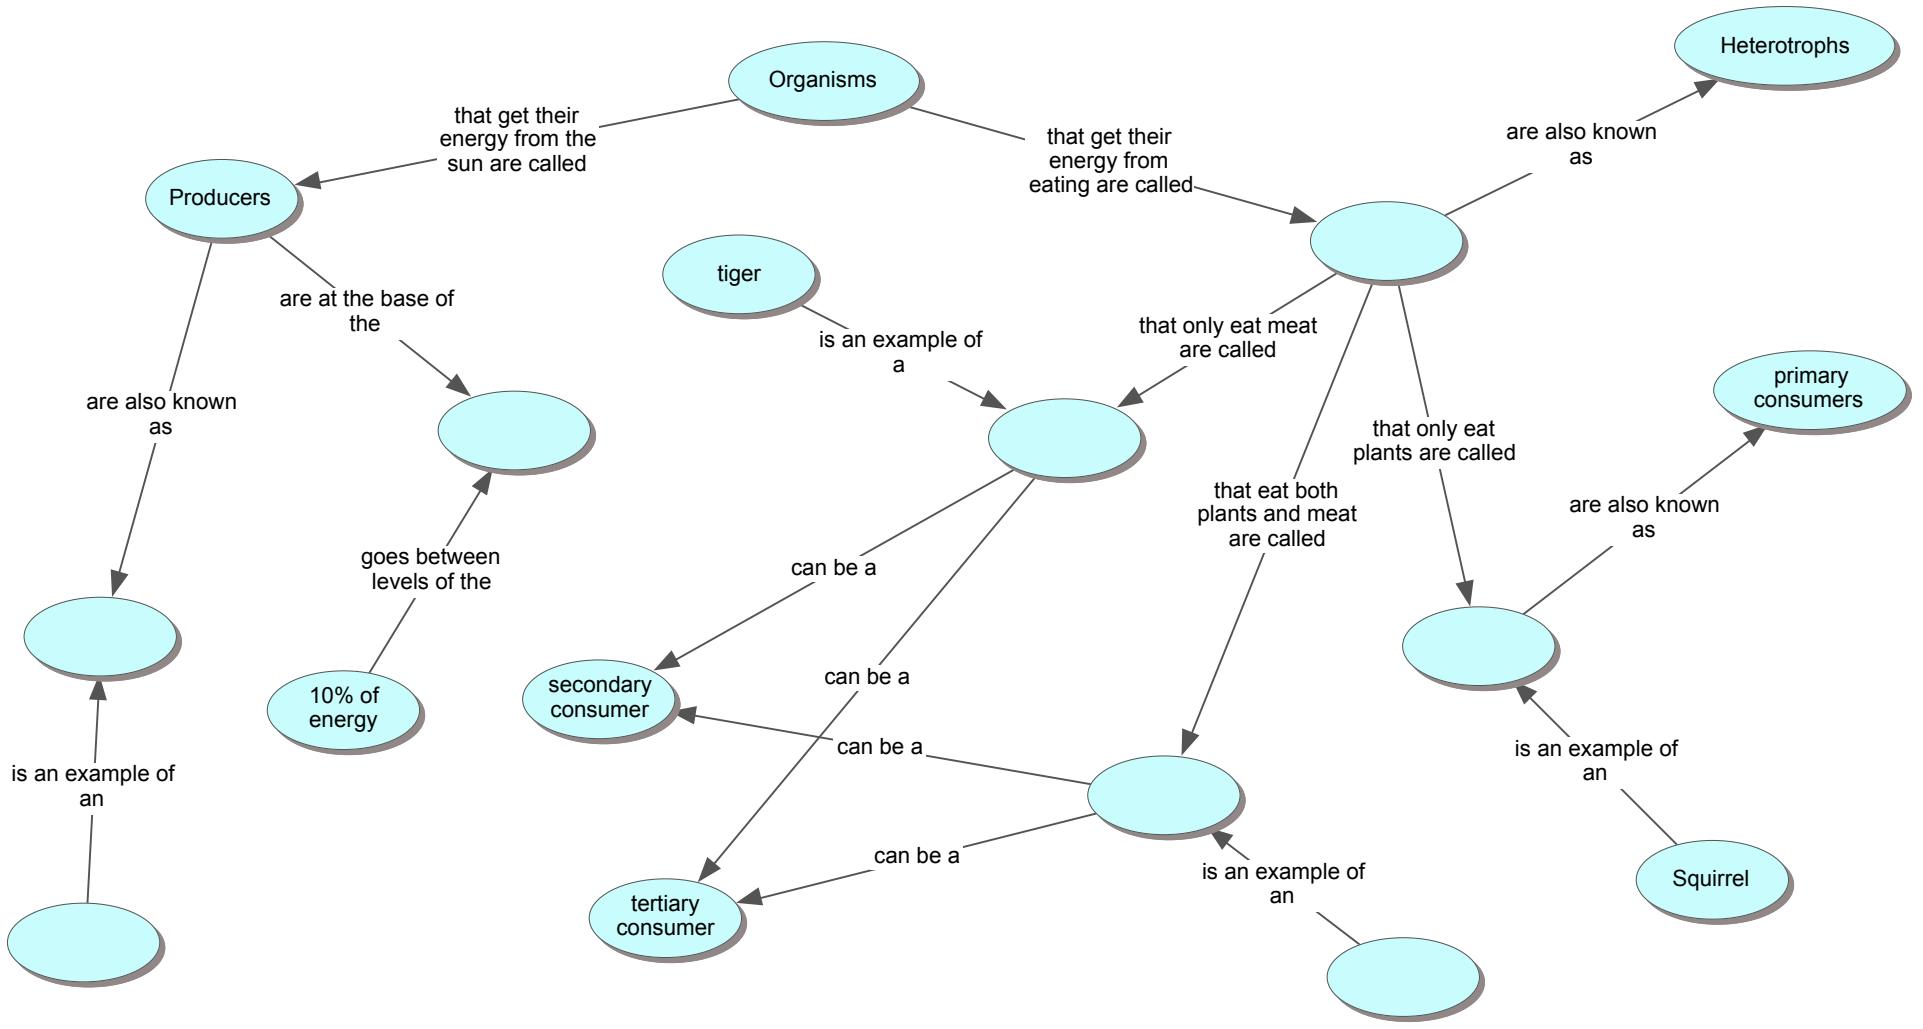 Heterotrophs
Organisms
that get their
energy from the
sun are called
that get their
energy from
eating are called
are also known
as
Producers
tiger
are at the base of
the
is an example of
a
that only eat meat
are called
primary
consumers
are also known
as
that only eat
plants are called
that eat both
plants and meat
are called
are also known
as
goes between
levels of the
can be a
can be a
10% of
energy
secondary
consumer
can be a
is an example of
an
is an example of
an
can be a
is an example of
an
Squirrel
tertiary
consumer